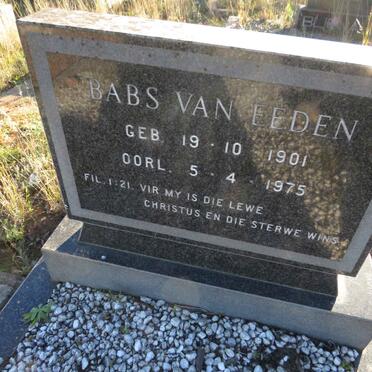 BABS VAN EEDEN
GEB 19 · 10 1901
OORL. 5 - 4 - 1975
FIL. 1:21. VIR MY IS DIE LEWE
CHRISTUS EN DIE STERWE WINS